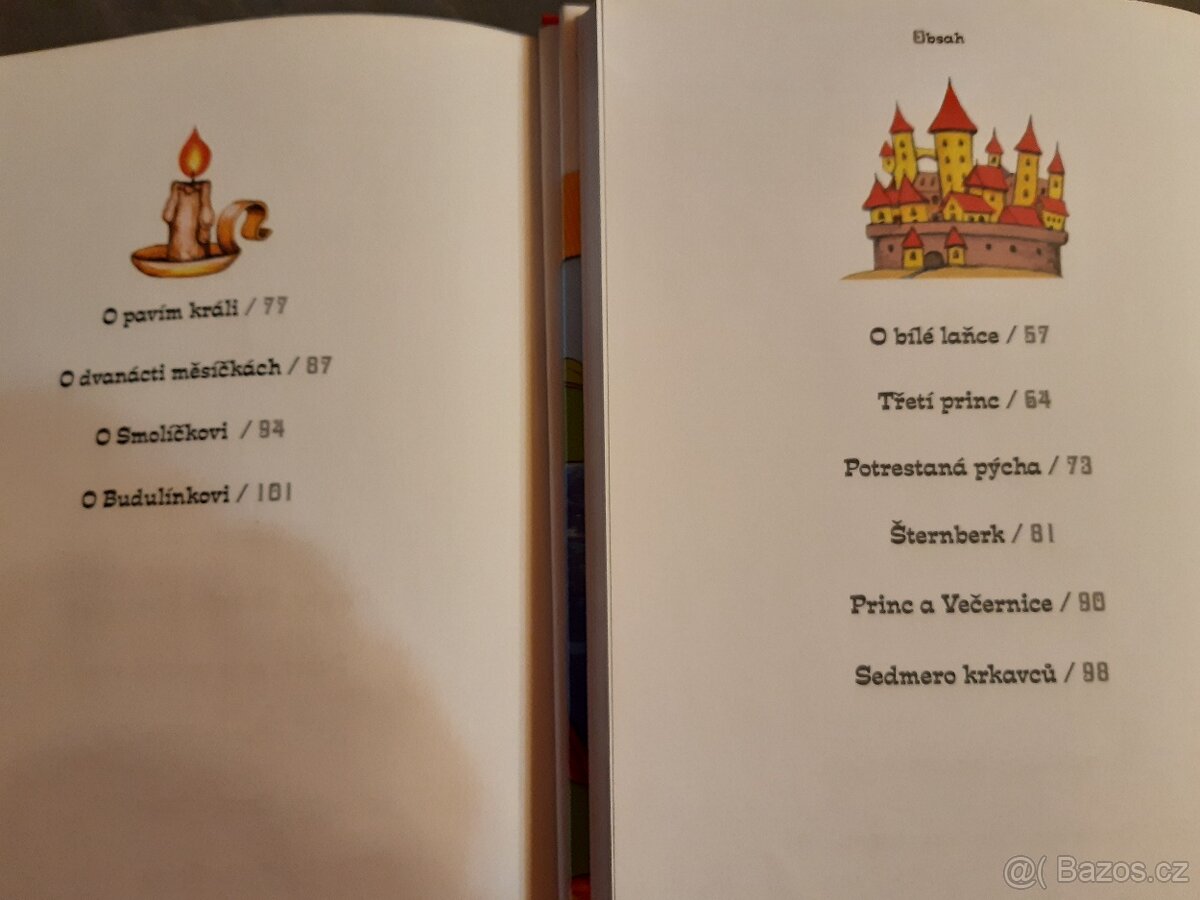 O pavím králi / 77
O dvanácti měsíčkách / 87
O Smolíčkovi / 94
O Budulínkovi / 101
Obsah
O bílé laňce / 57
Třetí princ / 64
Potrestaná pýcha / 73
Šternberk / 81
Princ a Večernice / 90
Sedmero krkavců / 98
@( Bazos.cz